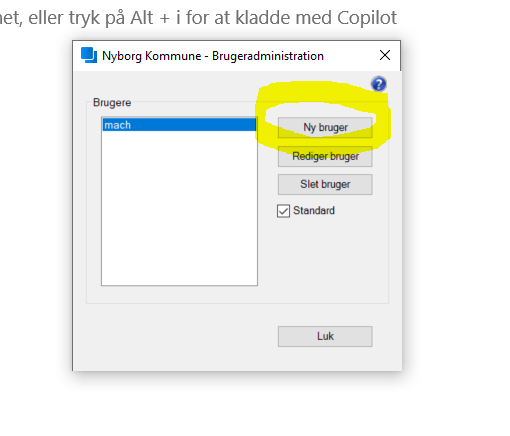 het, eller tryk på Alt + i for at kladde med Copilot
Nyborg Kommune - Brugeradministration
?
Brugere
mach
Ny bruger
Rediger bruger
Slet bruger
Standard
Luk